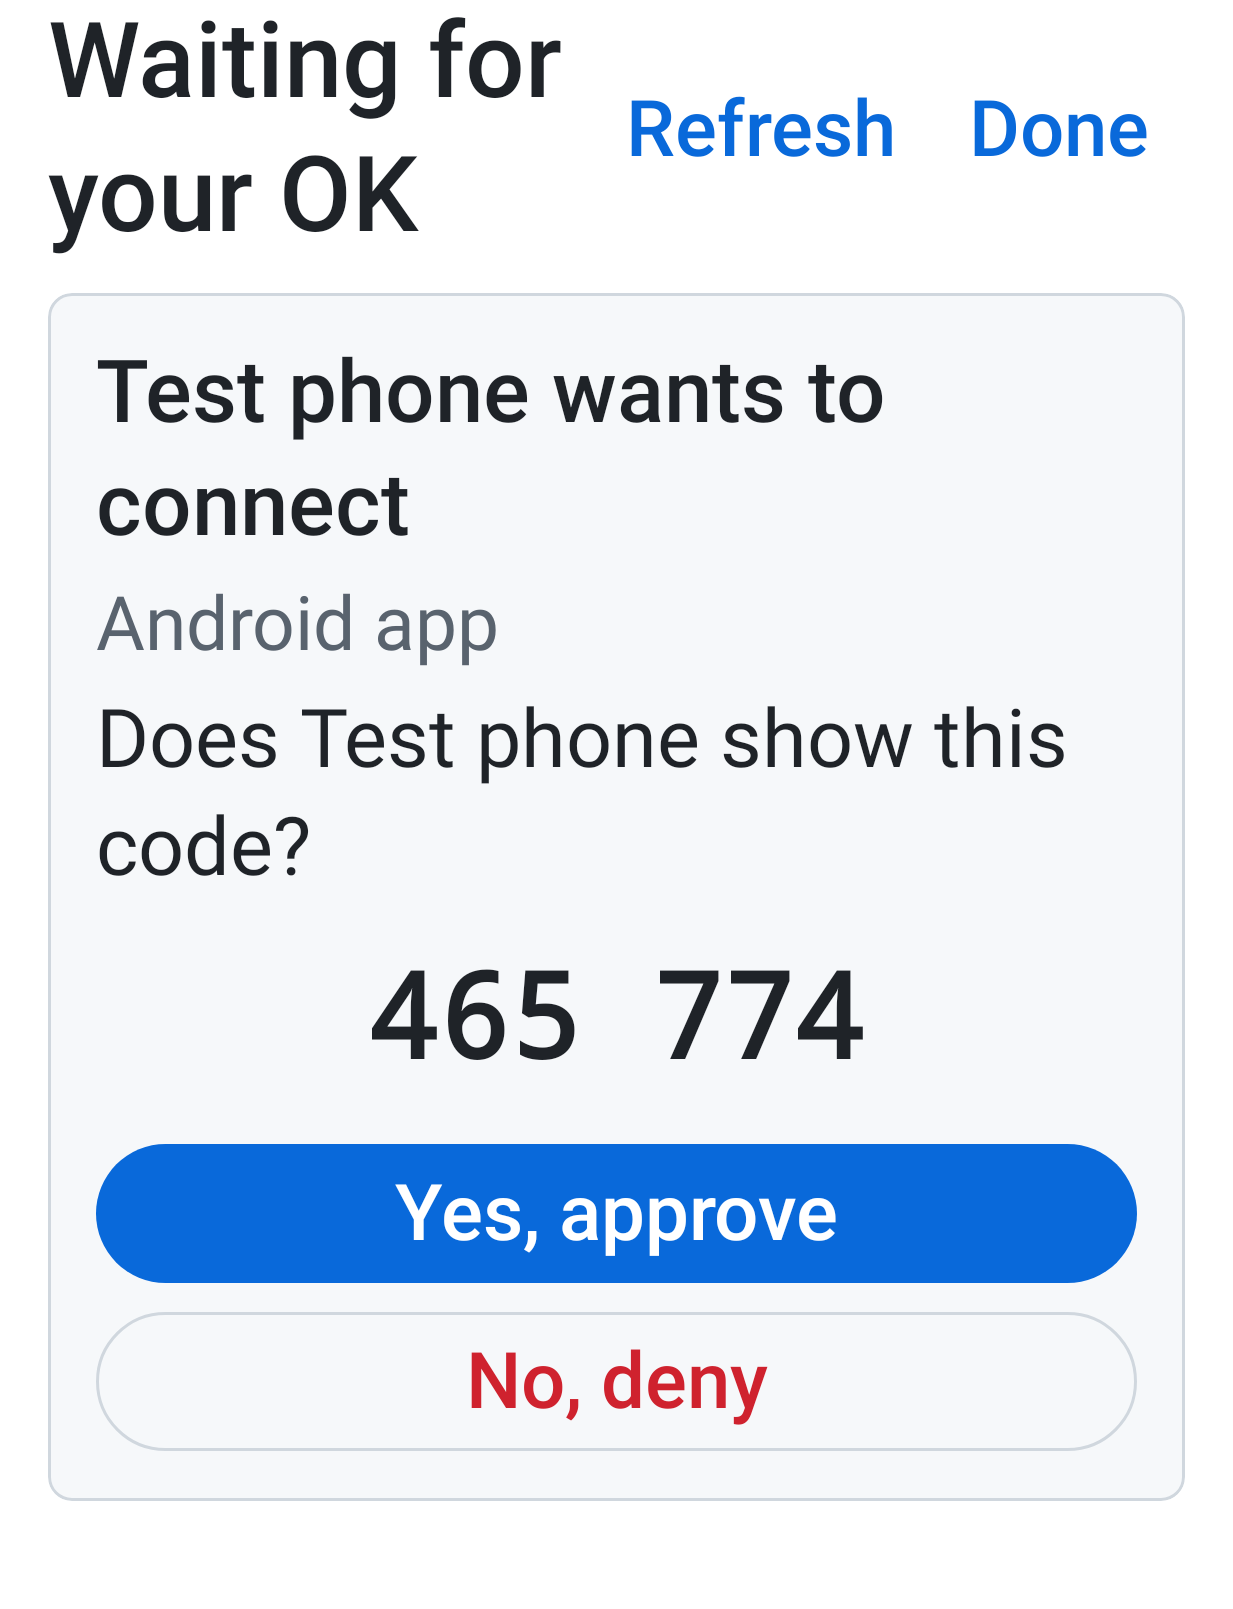 Waiting for
your OK
Refresh Done
Test phone wants to
connect
Android app
Does Test phone show this
code?
465 774
Yes, approve
No, deny